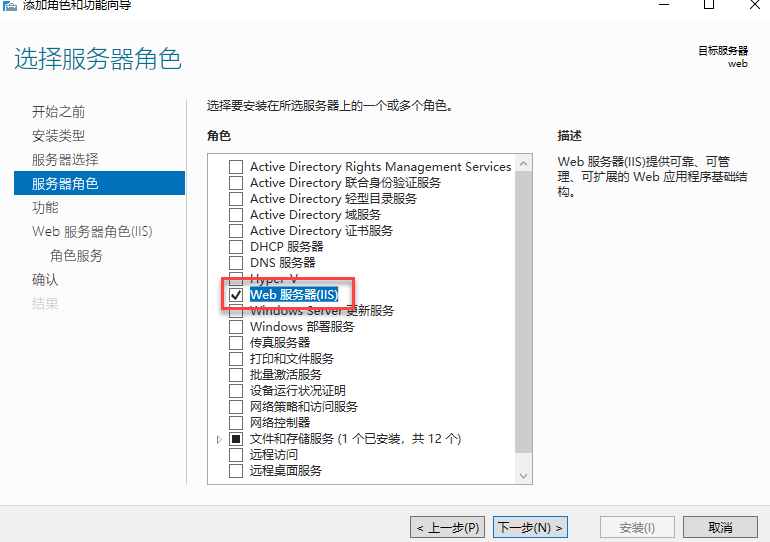 添加角色和功能向导
选择服务器角色
目标服务器
web
开始之前
安装类型
服务器选择
服务器角色
功能
Web 服务器角色(IIS)
角色服务
确认
结果
选择要安装在所选服务器上的一个或多个角色。
角色
Active Directory Rights Management Services
Active Directory 联合身份验证服务
Active Directory 轻型目录服务
Active Directory 域服务
Active Directory 证书服务
DHCP 服务器
DNS 服务器
Hyper-V
Web 服务器(IIS)
Windows Server 更新服务
Windows 部署服务
传真服务器
打印和文件服务
批量激活服务
设备运行状况证明
网络策略和访问服务
网络控制器
文件和存储服务 (1 个已安装，共 12 个)
远程访问
远程桌面服务
描述
Web 服务器(IIS)提供可靠、可管
理、可扩展的 Web 应用程序基础结
构。
< 上一步(P)
下一步(N) >
安装(I)
取消